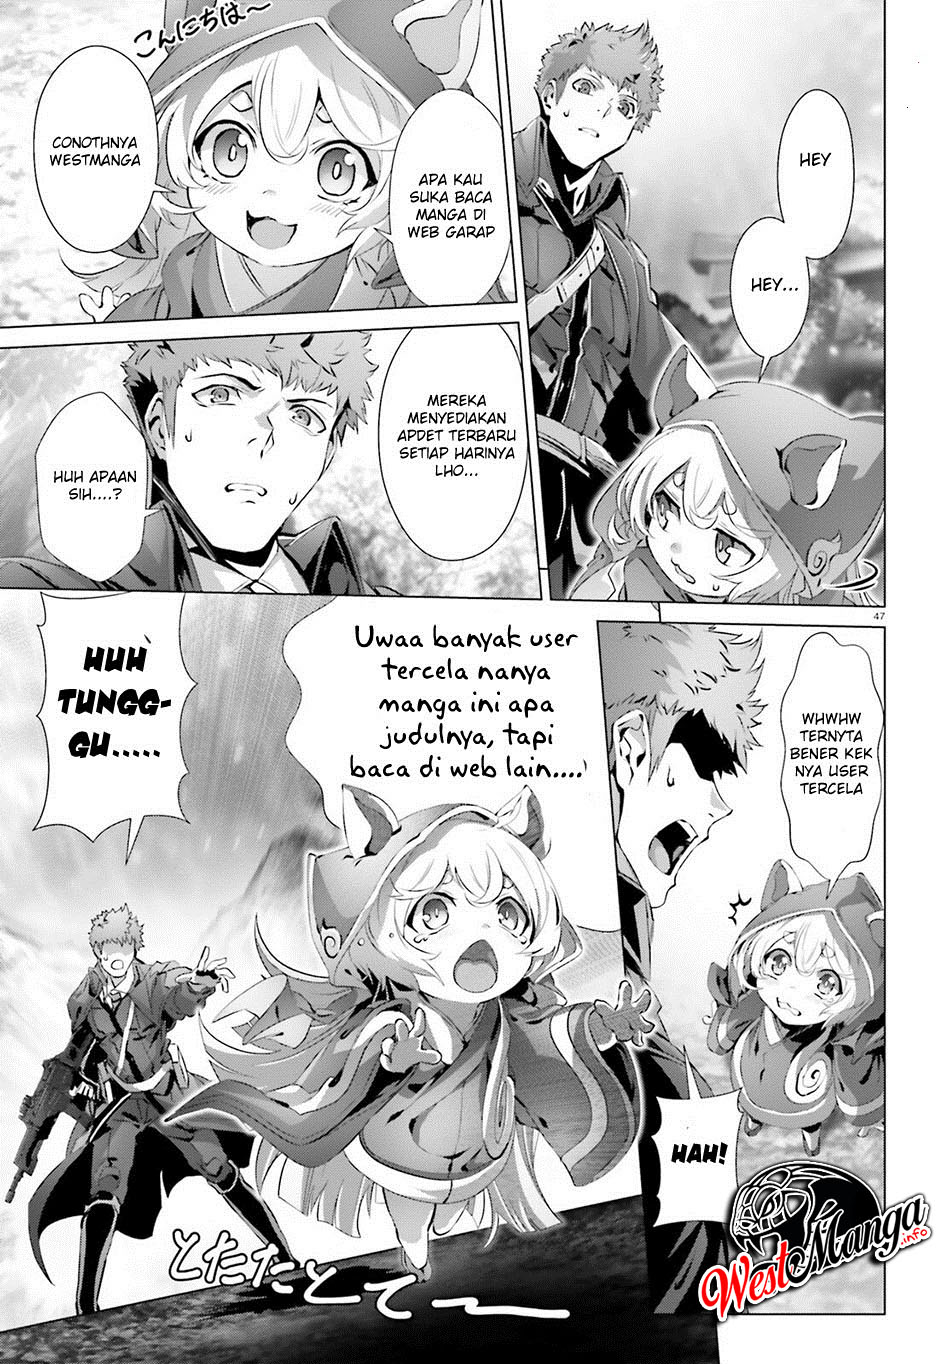 HEY
HEY...
こんにちは～
APA KAU
SUKA BACA
MANGA DI
WEB GARAP
CONOTHNYA
WESTMANGA
MEREKA
MENYEDIAKAN
APDET TERBARU
SETIAP HARINYA
LHO...
HUH APAAN
SIH....?
47
WHWHW
TERNYTA
BENER KEK
NYA USER
TERCELA
HAH!
Uwaa banyak user
tercela nanya
manga ini apa
judulnya, tapi
baca di web lain....
HUH
TUNGG-
GU.....
とたたとてー
WestManga
.info